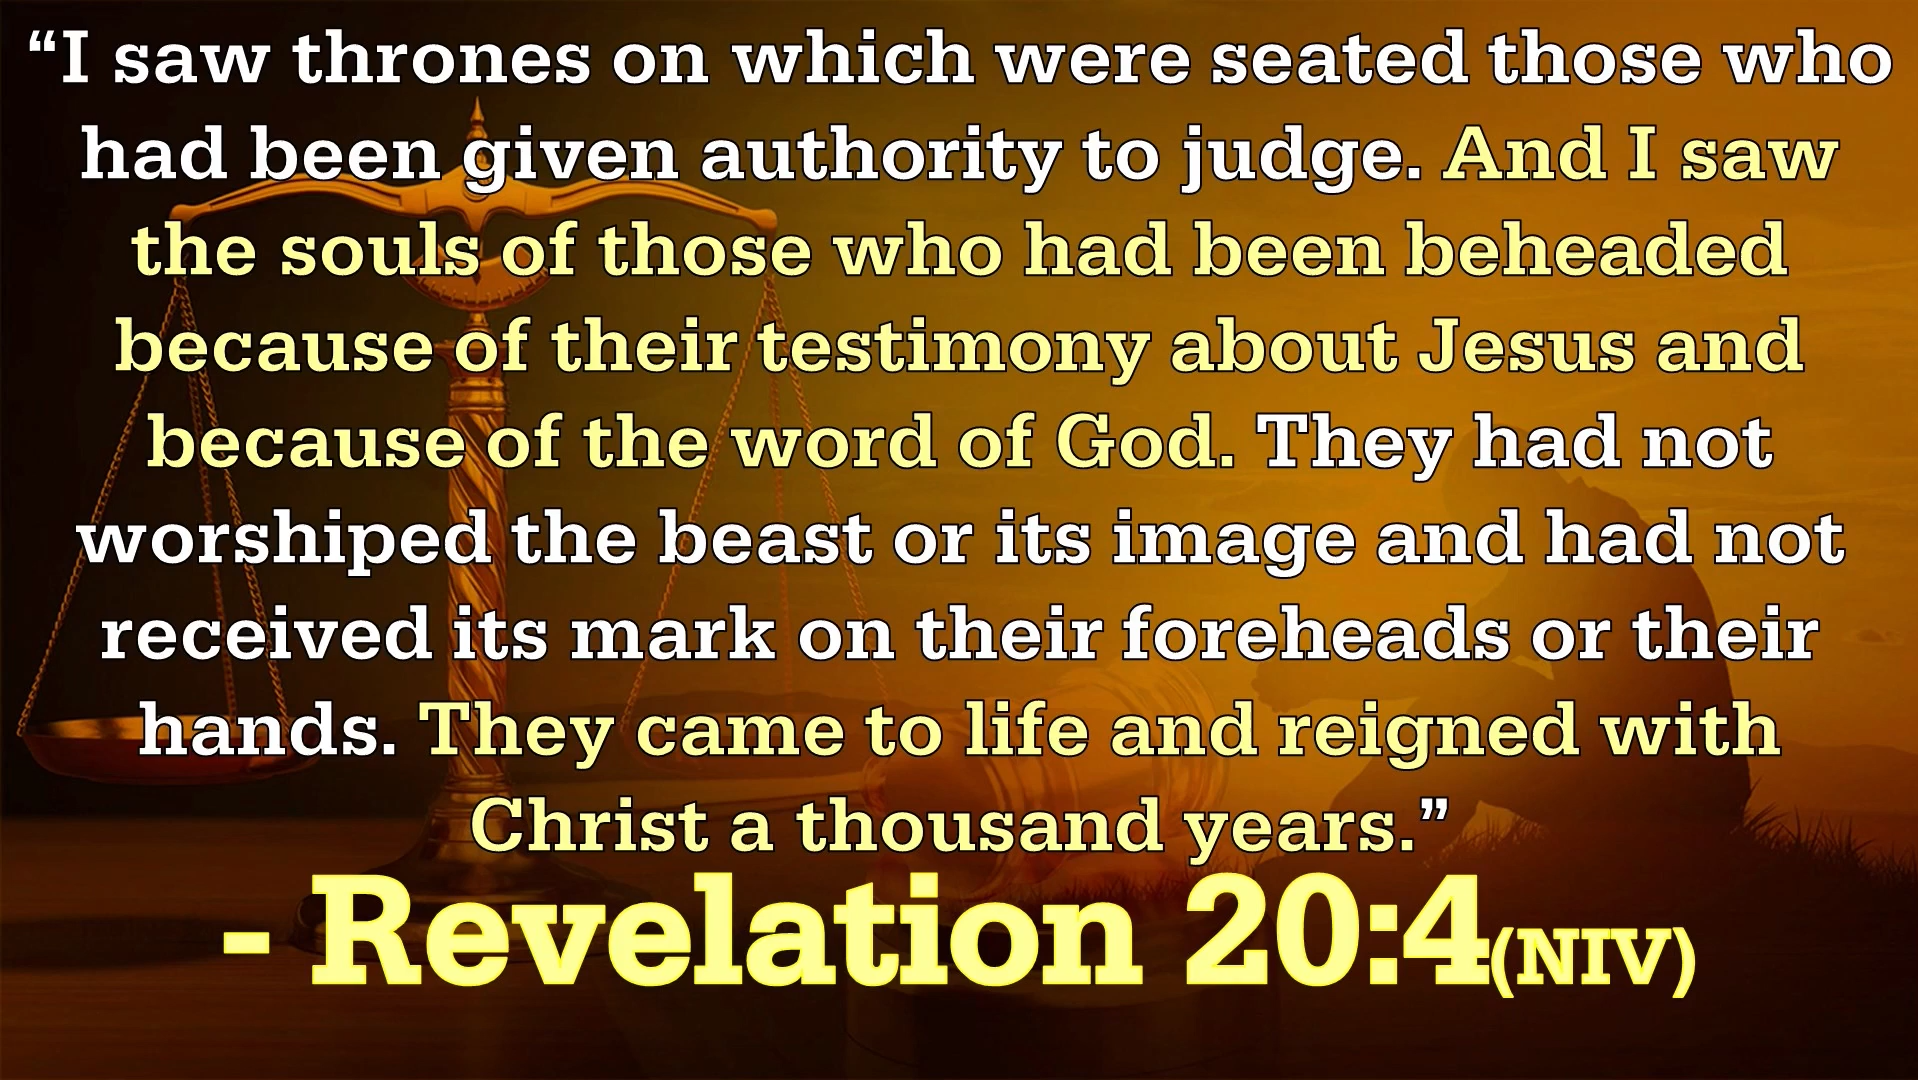 “I saw thrones on which were seated those who
had been given authority to judge. And I saw
the souls of those who had been beheaded
because of their testimony about Jesus and
because of the word of God. They had not
worshiped the beast or its image and had not
received its mark on their foreheads or their
hands. They came to life and reigned with
Christ a thousand years.”
- Revelation 20:4(NIV)